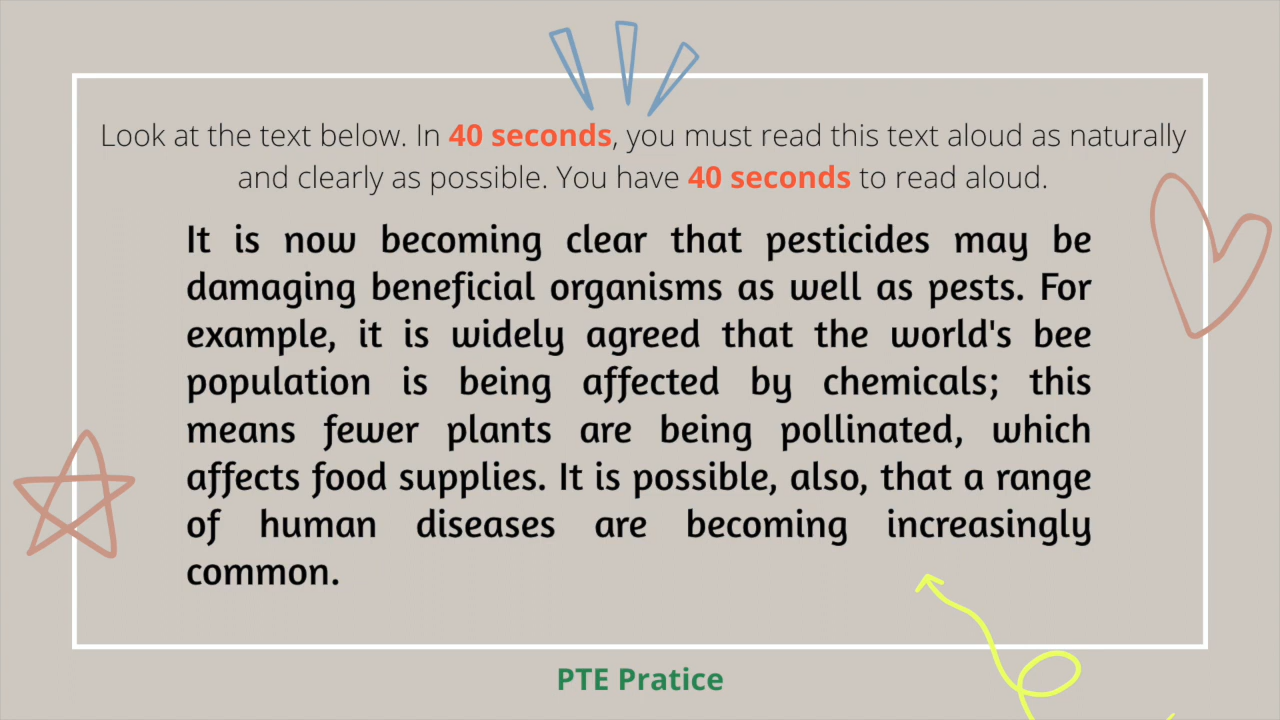 Look at the text below. In 40 seconds, you must read this text aloud as naturally
and clearly as possible. You have 40 seconds to read aloud.
It is now becoming clear that pesticides may be
damaging beneficial organisms as well as pests. For
example, it is widely agreed that the world's bee
population is being affected by chemicals; this
means fewer plants are being pollinated, which
affects food supplies. It is possible, also, that a range
of human diseases are becoming increasingly
common.
PTE Pratice